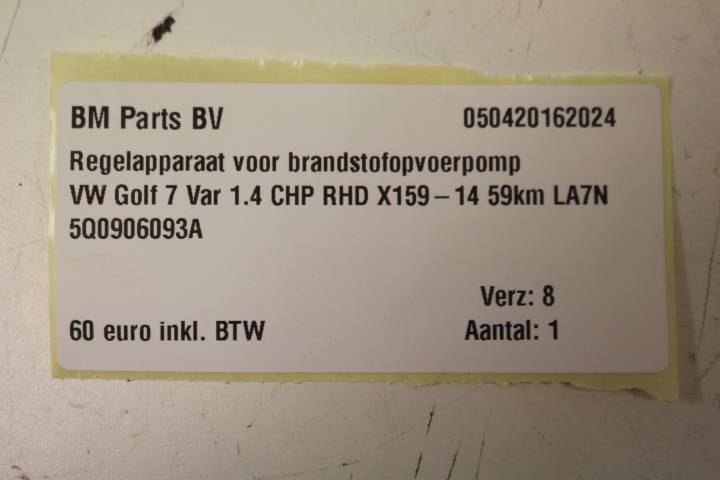 BM Parts BV 050420162024
Regelapparaat voor brandstofopvoerpomp
VW Golf 7 Var 1.4 CHP RHD X159 – 14 59km LA7N
5Q0906093A
Verz: 8
60 euro inkl. BTW Aantal: 1